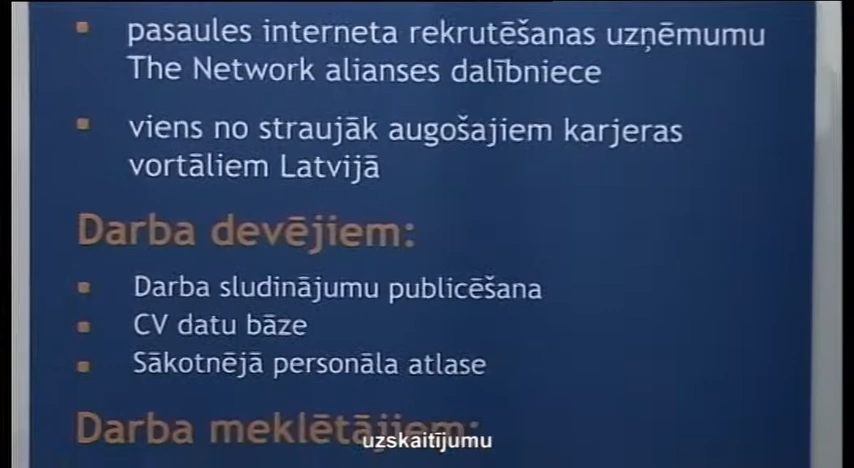 pasaules interneta rekrutēšanas uzņēmumu
The Network alianses dalībniece
viens no straujāk augošajiem karjeras
vortāliem Latvijā
Darba devējiem:
Darba sludinājumu publicēšana
CV datu bāze
Sākotnējā personāla atlase
Darba meklētājiem:
uzskaitījumu